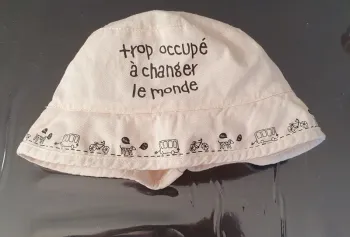 trop occupé
à changer
le monde